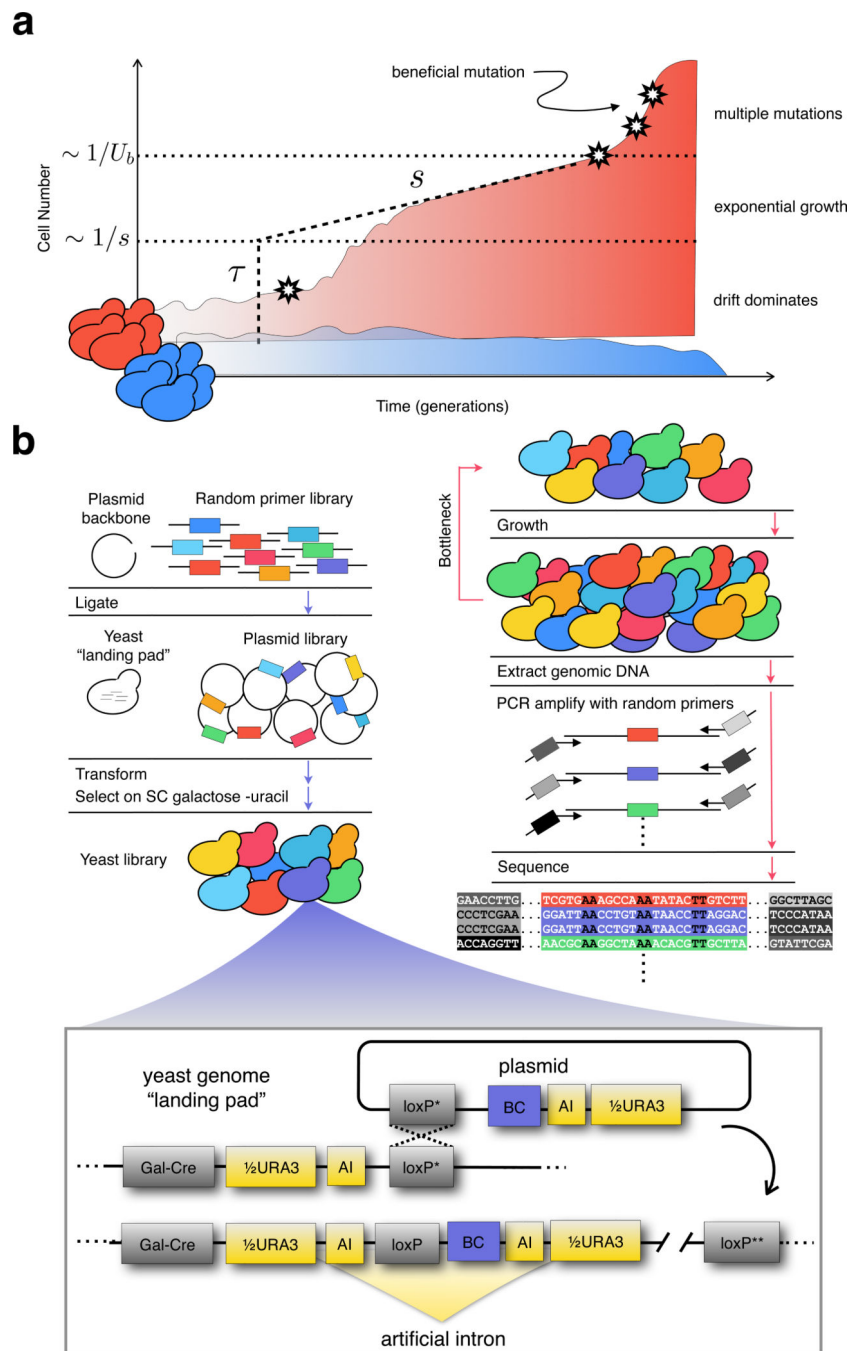 a
beneficial mutation
multiple mutations
~ 1/U_b
s
Cell Number
exponential growth
~ 1/s
τ
drift dominates
Time (generations)
b
Plasmid
backbone
Random primer library
Ligate
Yeast
“landing pad”
Plasmid library
Transform
Select on SC galactose -uracil
Yeast library
Bottleneck
Growth
Extract genomic DNA
PCR amplify with random primers
Sequence
GAACCTTG...TCGTGAAAGCCAAATATACTTGTCTT...GGCTTAGC
CCCTCGAA...GGATTAACCTGTAATAACCTTAGGAC...TCCCATAA
CCCTCGAA...GGATTAACCTGTAATAACCTTAGGAC...TCCCATAA
ACCAGGTT...AACGCAAGGCTAAAACACGTTGCTTA...GTATTCGA
yeast genome
“landing pad”
plasmid
loxP* BC AI ½URA3
Gal-Cre ½URA3 AI loxP*
Gal-Cre ½URA3 AI loxP BC AI ½URA3 loxP**
artificial intron